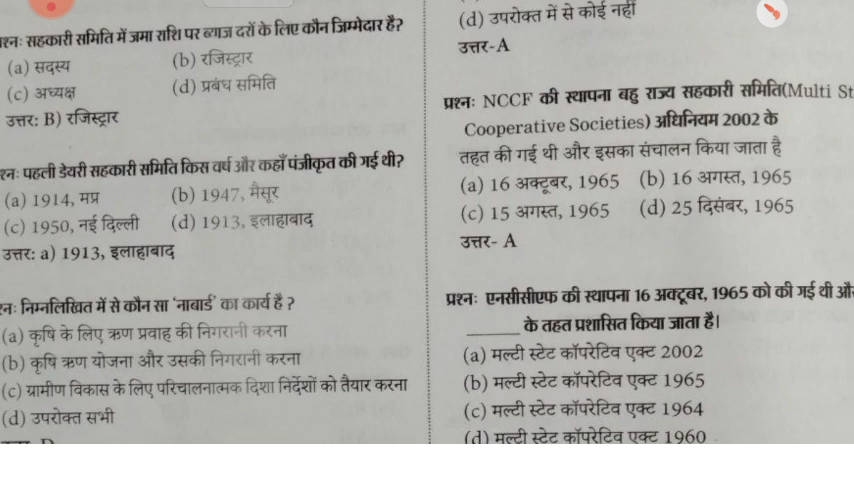 श्नः सहकारी समिति में जमा राशि पर ब्याज दरों के लिए कौन जिम्मेदार है?
(a) सदस्य (b) रजिस्ट्रार
(c) अध्यक्ष (d) प्रबंध समिति
उत्तर: B) रजिस्ट्रार
श्नः पहली डेयरी सहकारी समिति किस वर्ष और कहाँ पंजीकृत की गई थी?
(a) 1914, मप्र (b) 1947, मैसूर
(c) 1950, नई दिल्ली (d) 1913, इलाहाबाद
उत्तर: a) 1913, इलाहाबाद
श्नः निम्नलिखित में से कौन सा ‘नाबार्ड’ का कार्य है ?
(a) कृषि के लिए ऋण प्रवाह की निगरानी करना
(b) कृषि ऋण योजना और उसकी निगरानी करना
(c) ग्रामीण विकास के लिए परिचालनात्मक दिशा निर्देशों को तैयार करना
(d) उपरोक्त सभी
(d) उपरोक्त में से कोई नहीं
उत्तर-A
प्रश्नः NCCF की स्थापना बहु राज्य सहकारी समिति(Multi St
Cooperative Societies) अधिनियम 2002 के
तहत की गई थी और इसका संचालन किया जाता है
(a) 16 अक्टूबर, 1965 (b) 16 अगस्त, 1965
(c) 15 अगस्त, 1965 (d) 25 दिसंबर, 1965
उत्तर- A
प्रश्नः एनसीसीएफ की स्थापना 16 अक्टूबर, 1965 को की गई थी औ
______ के तहत प्रशासित किया जाता है।
(a) मल्टी स्टेट कॉपरेटिव एक्ट 2002
(b) मल्टी स्टेट कॉपरेटिव एक्ट 1965
(c) मल्टी स्टेट कॉपरेटिव एक्ट 1964
(d) मल्टी स्टेट कॉपरेटिव एक्ट 1960